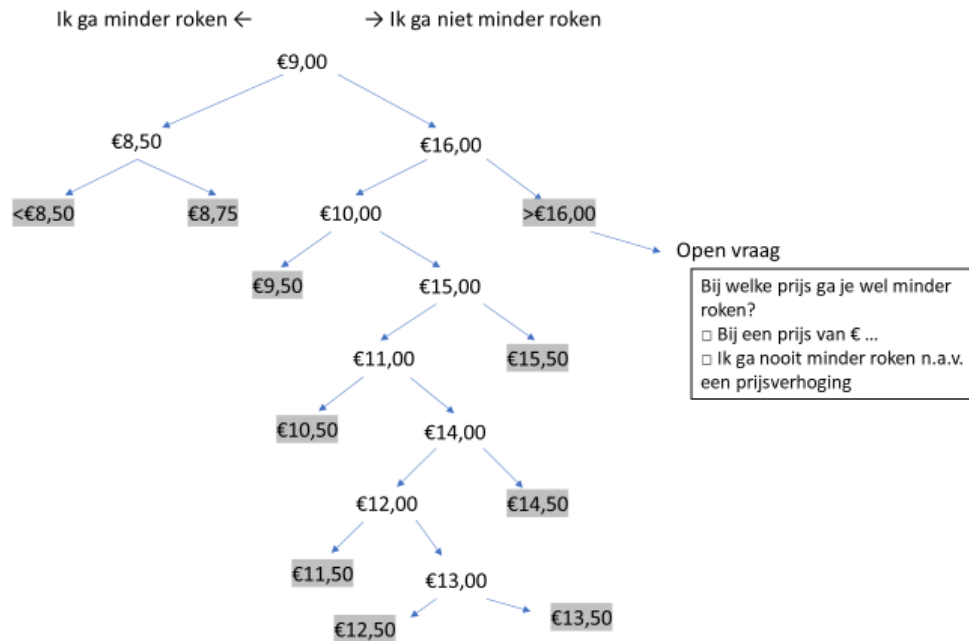 Ik ga minder roken ← → Ik ga niet minder roken
€9,00
€8,50
€16,00
<€8,50
€8,75
€10,00
>€16,00
Open vraag
€9,50
€15,00
Bij welke prijs ga je wel minder
roken?
□ Bij een prijs van € ...
□ Ik ga nooit minder roken n.a.v.
een prijsverhoging
€11,00
€15,50
€10,50
€14,00
€12,00
€14,50
€11,50
€13,00
€12,50
€13,50